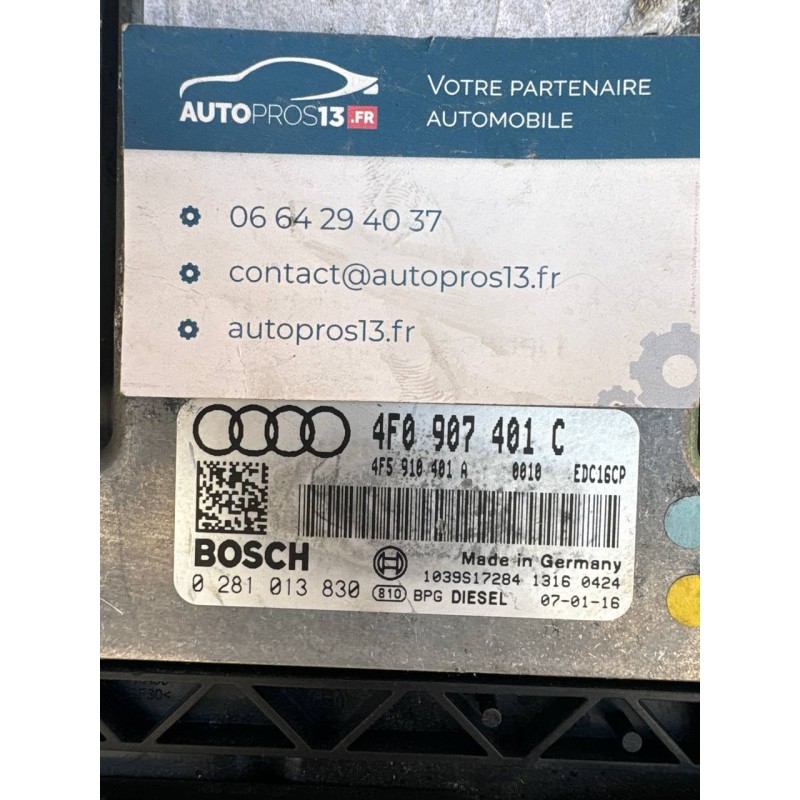 AUTOPROS13.FR
VOTRE PARTENAIRE
AUTOMOBILE
06 64 29 40 37
contact@autopros13.fr
autopros13.fr
4F0 907 401 C
4F5 910 401 A 0010 EDC16CP
BOSCH
Made in Germany
1039S17284 1316 0424
0 281 013 830
810 BPG DIESEL 07-01-16